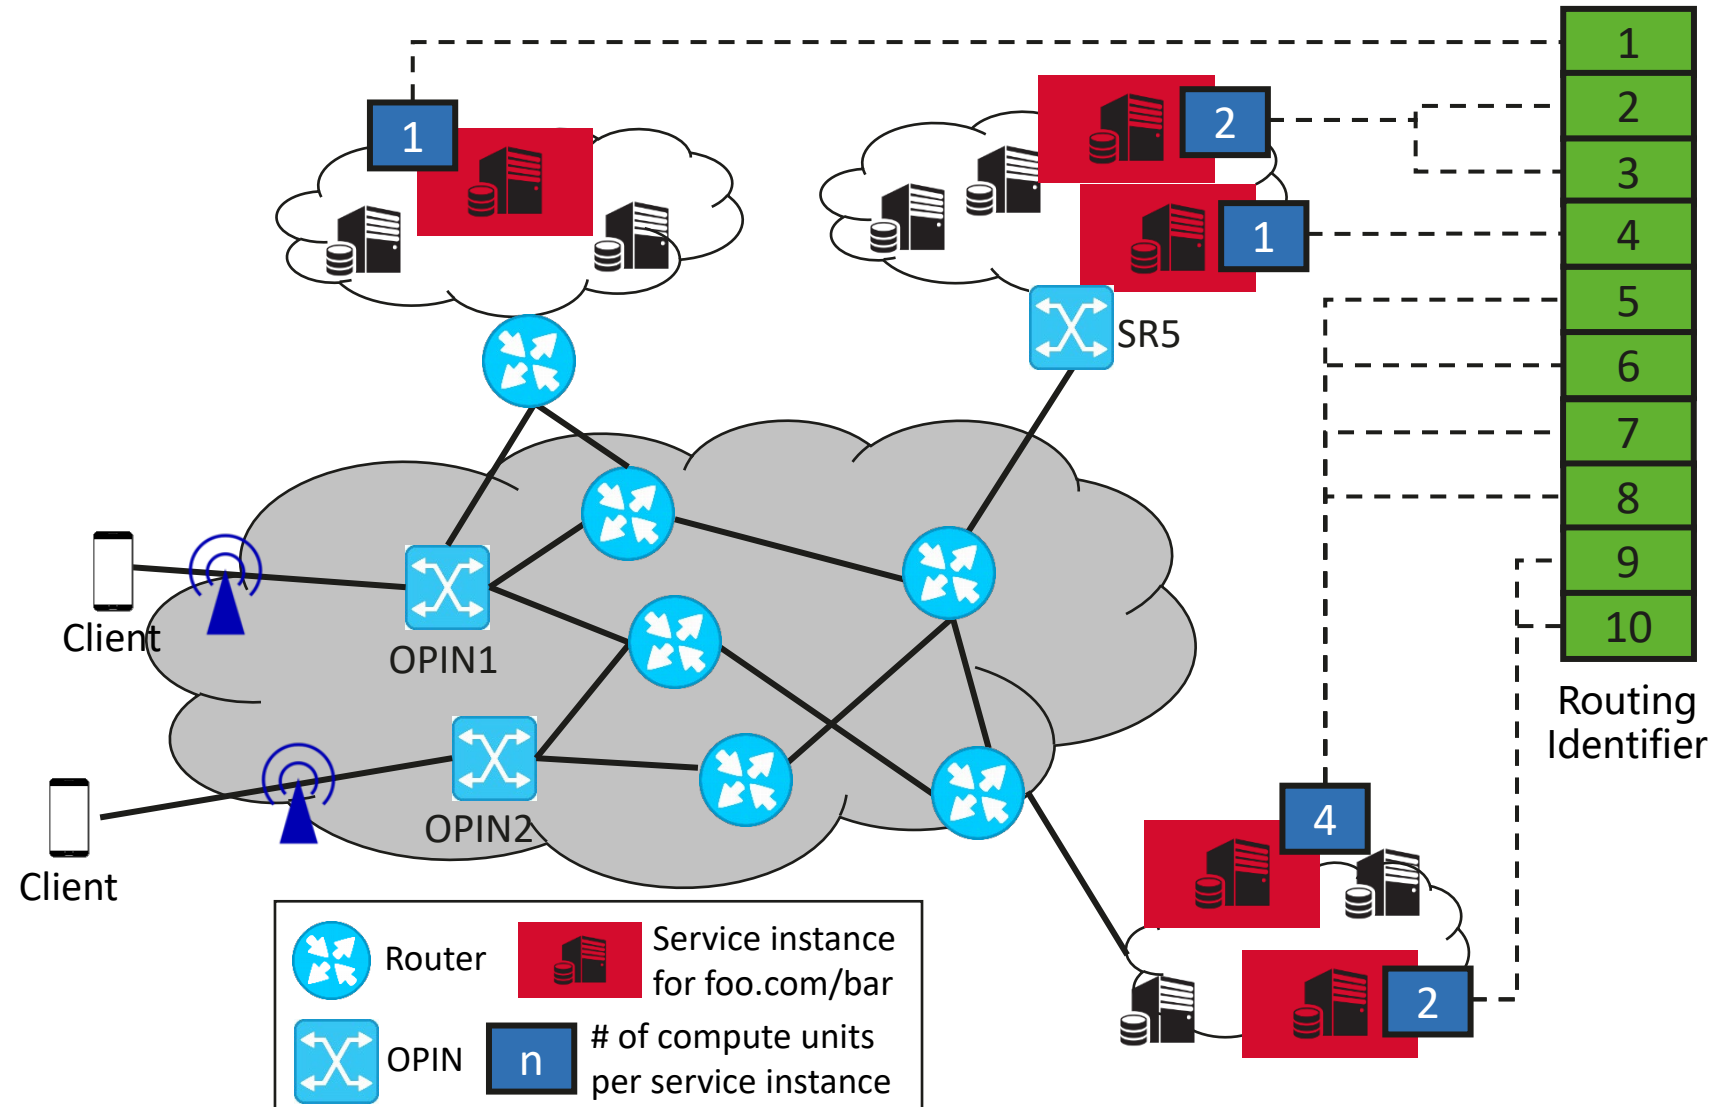 1
1
2
2
3
1
4
5
SR5
6
7
8
9
10
Client
OPIN1
Routing
Identifier
OPIN2
Client
4
2
Router
Service instance
for foo.com/bar
OPIN
n
# of compute units
per service instance